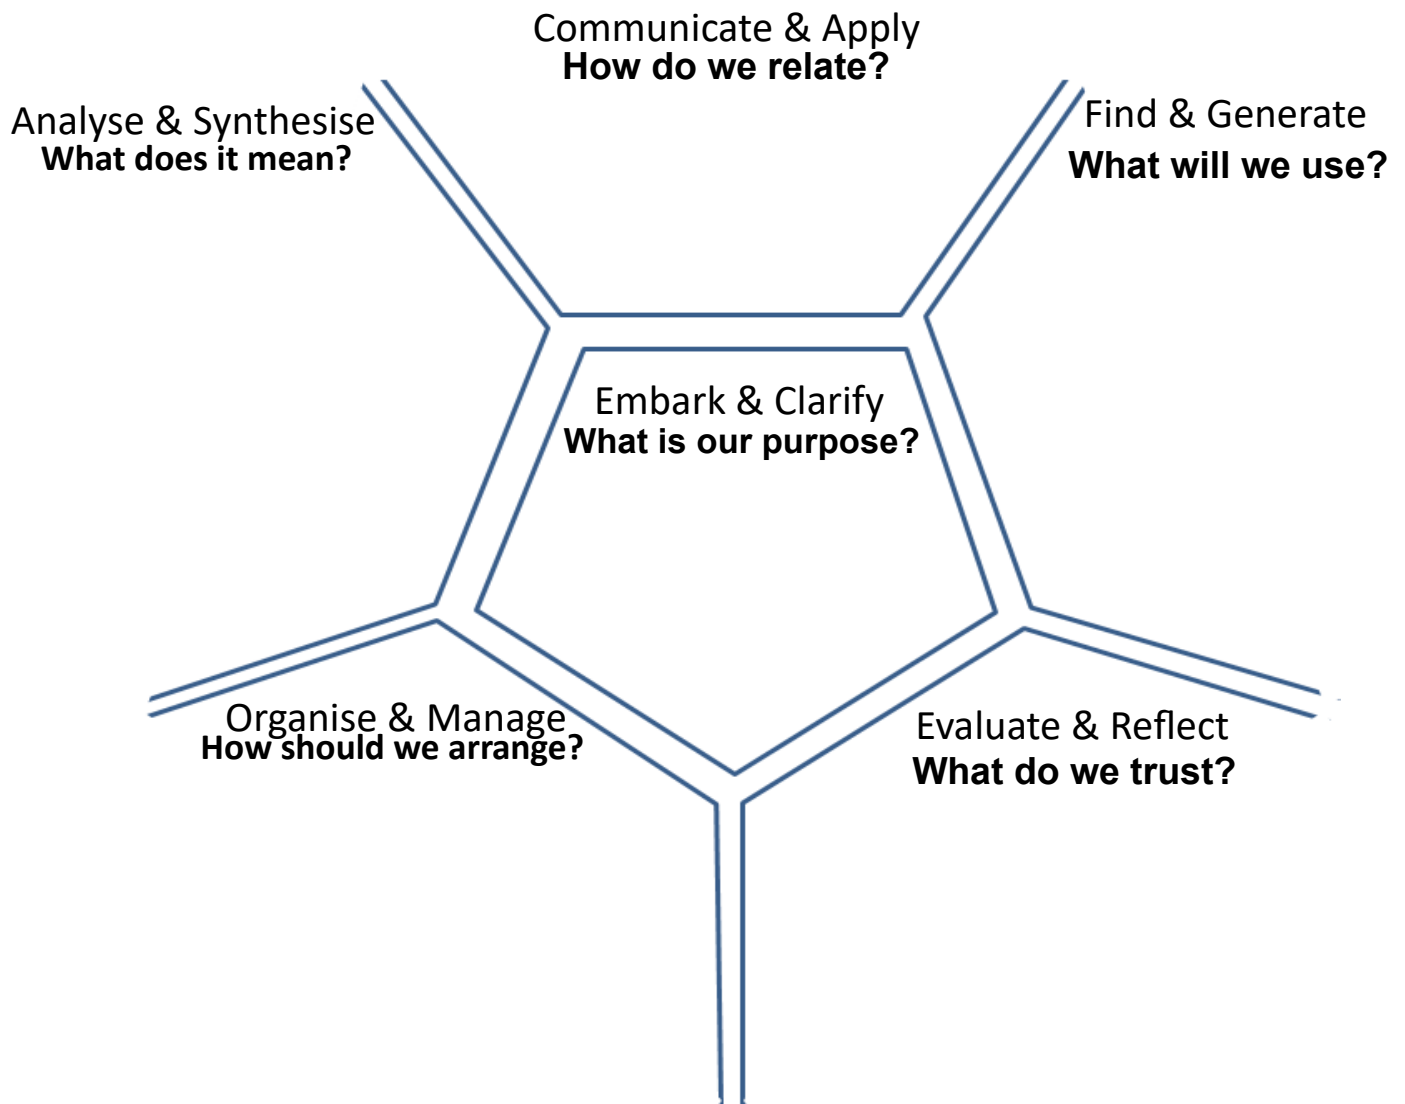 Communicate & Apply
How do we relate?
Analyse & Synthesise
What does it mean?
Find & Generate
What will we use?
Embark & Clarify
What is our purpose?
Organise & Manage
How should we arrange?
Evaluate & Reflect
What do we trust?